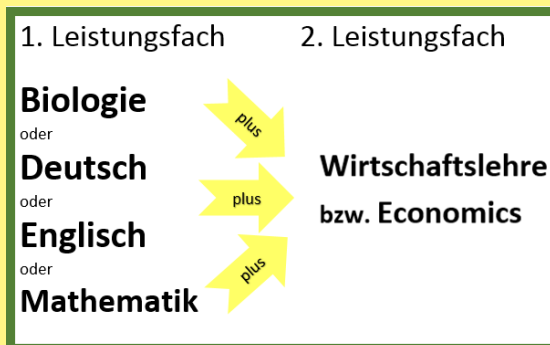 1. Leistungsfach
2. Leistungsfach
Biologie
oder
Deutsch
oder
Englisch
oder
Mathematik
plus
plus
plus
Wirtschaftslehre
bzw. Economics